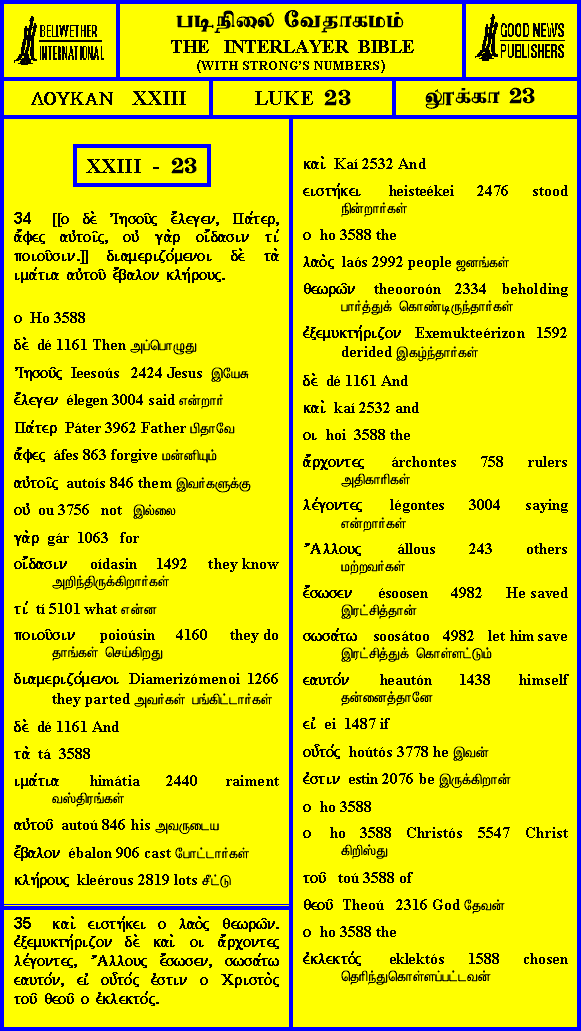 BELLWETHER
INTERNATIONAL
படிநிலை வேதாகமம்
THE INTERLAYER BIBLE
(WITH STRONG'S NUMBERS)
GOOD NEWS
PUBLISHERS
ΛΟΥΚΑΝ XXIII
LUKE 23
லூக்கா 23
XXIII - 23
34 [[ο δὲ Ἰησοῦς ἔλεγεν, Πάτερ,
ἄφες αὐτοῖς, οὐ γὰρ οἴδασιν τί
ποιοῦσιν.]] διαμεριζόμενοι δὲ τὰ
ιμάτια αὐτοῦ ἔβαλον κλήρους.
ο Ho 3588
δὲ dé 1161 Then அப்பொழுது
Ἰησοῦς Ieesoús 2424 Jesus இயேசு
ἔλεγεν élegen 3004 said என்றார்
Πάτερ Páter 3962 Father பிதாவே
ἄφες áfes 863 forgive மன்னியும்
αὐτοῖς autoís 846 them இவர்களுக்கு
οὐ ou 3756 not இல்லை
γὰρ gár 1063 for
οἴδασιν oídasin 1492 they know
அறிந்திருக்கிறார்கள்
τί tí 5101 what என்ன
ποιοῦσιν poioúsin 4160 they do
தாங்கள் செய்கிறது
διαμεριζόμενοι Diamerizómenoi 1266
they parted அவர்கள் பங்கிட்டார்கள்
δὲ dé 1161 And
τὰ tá 3588
ιμάτια himátia 2440 raiment
வஸ்திரங்கள்
αὐτοῦ autoú 846 his அவருடைய
ἔβαλον ébalon 906 cast போட்டார்கள்
κλήρους kleérous 2819 lots சீட்டு
35 καὶ ειστήκει ο λαὸς θεωρῶν.
ἐξεμυκτήριζον δὲ καὶ οι ἄρχοντες
λέγοντες, Ἄλλους ἔσωσεν, σωσάτω
εαυτόν, εἰ οὗτός ἐστιν ο Χριστὸς
τοῦ θεοῦ ο ἐκλεκτός.
καὶ Kaí 2532 And
ειστήκει heisteékei 2476 stood
நின்றார்கள்
ο ho 3588 the
λαὸς laós 2992 people ஜனங்கள்
θεωρῶν theooroón 2334 beholding
பார்த்துக் கொண்டிருந்தார்கள்
ἐξεμυκτήριζον Exemukteérizon 1592
derided இகழ்ந்தார்கள்
δὲ dé 1161 And
καὶ kaí 2532 and
οι hoi 3588 the
ἄρχοντες árchontes 758 rulers
அதிகாரிகள்
λέγοντες légontes 3004 saying
என்றார்கள்
Ἄλλους állous 243 others
மற்றவர்கள்
ἔσωσεν ésoosen 4982 He saved
இரட்சித்தான்
σωσάτω soosátoo 4982 let him save
இரட்சித்துக் கொள்ளட்டும்
εαυτόν heautón 1438 himself
தன்னைத்தானே
εἰ ei 1487 if
οὗτός hoútós 3778 he இவன்
ἐστιν estin 2076 be இருக்கிறான்
ο ho 3588
ο ho 3588 Christós 5547 Christ
கிறிஸ்து
τοῦ toú 3588 of
θεοῦ Theoú 2316 God தேவன்
ο ho 3588 the
ἐκλεκτός eklektós 1588 chosen
தெரிந்துகொள்ளப்பட்டவன்